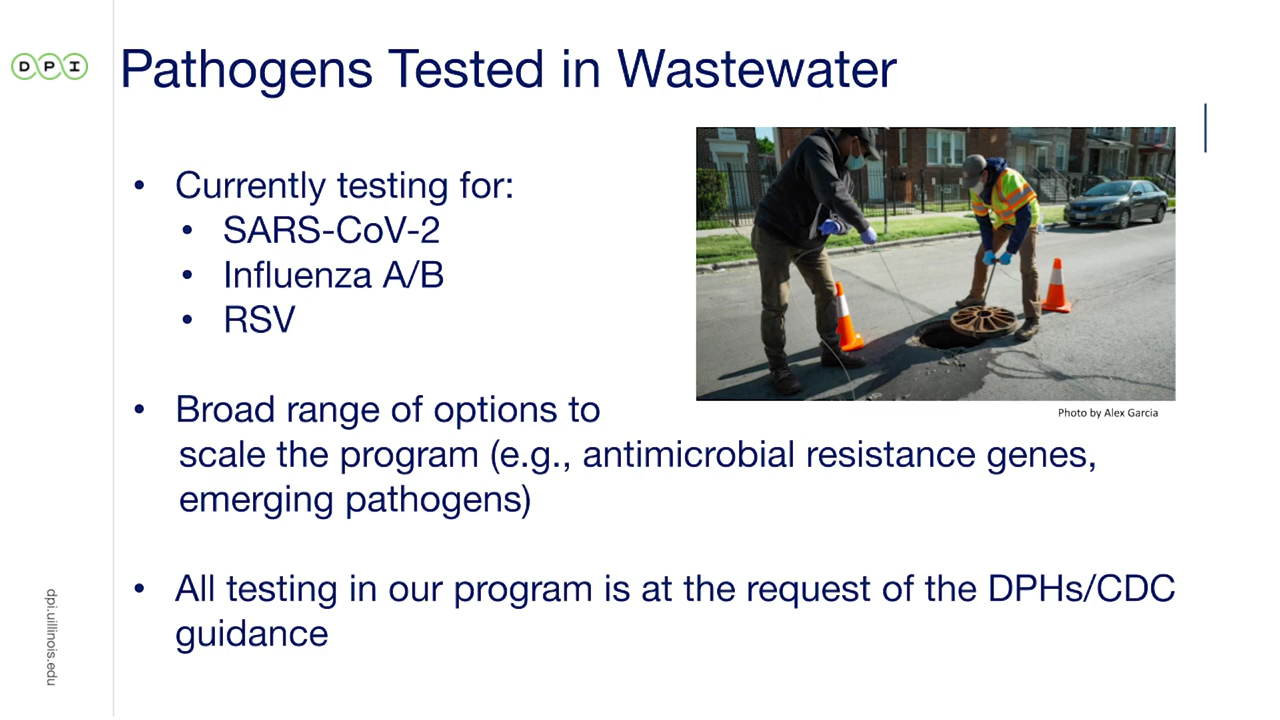 DPI
Pathogens Tested in Wastewater
• Currently testing for:
• SARS-CoV-2
• Influenza A/B
• RSV
Photo by Alex Garcia
• Broad range of options to
scale the program (e.g., antimicrobial resistance genes,
emerging pathogens)
• All testing in our program is at the request of the DPHs/CDC
guidance
dpi.uillinois.edu